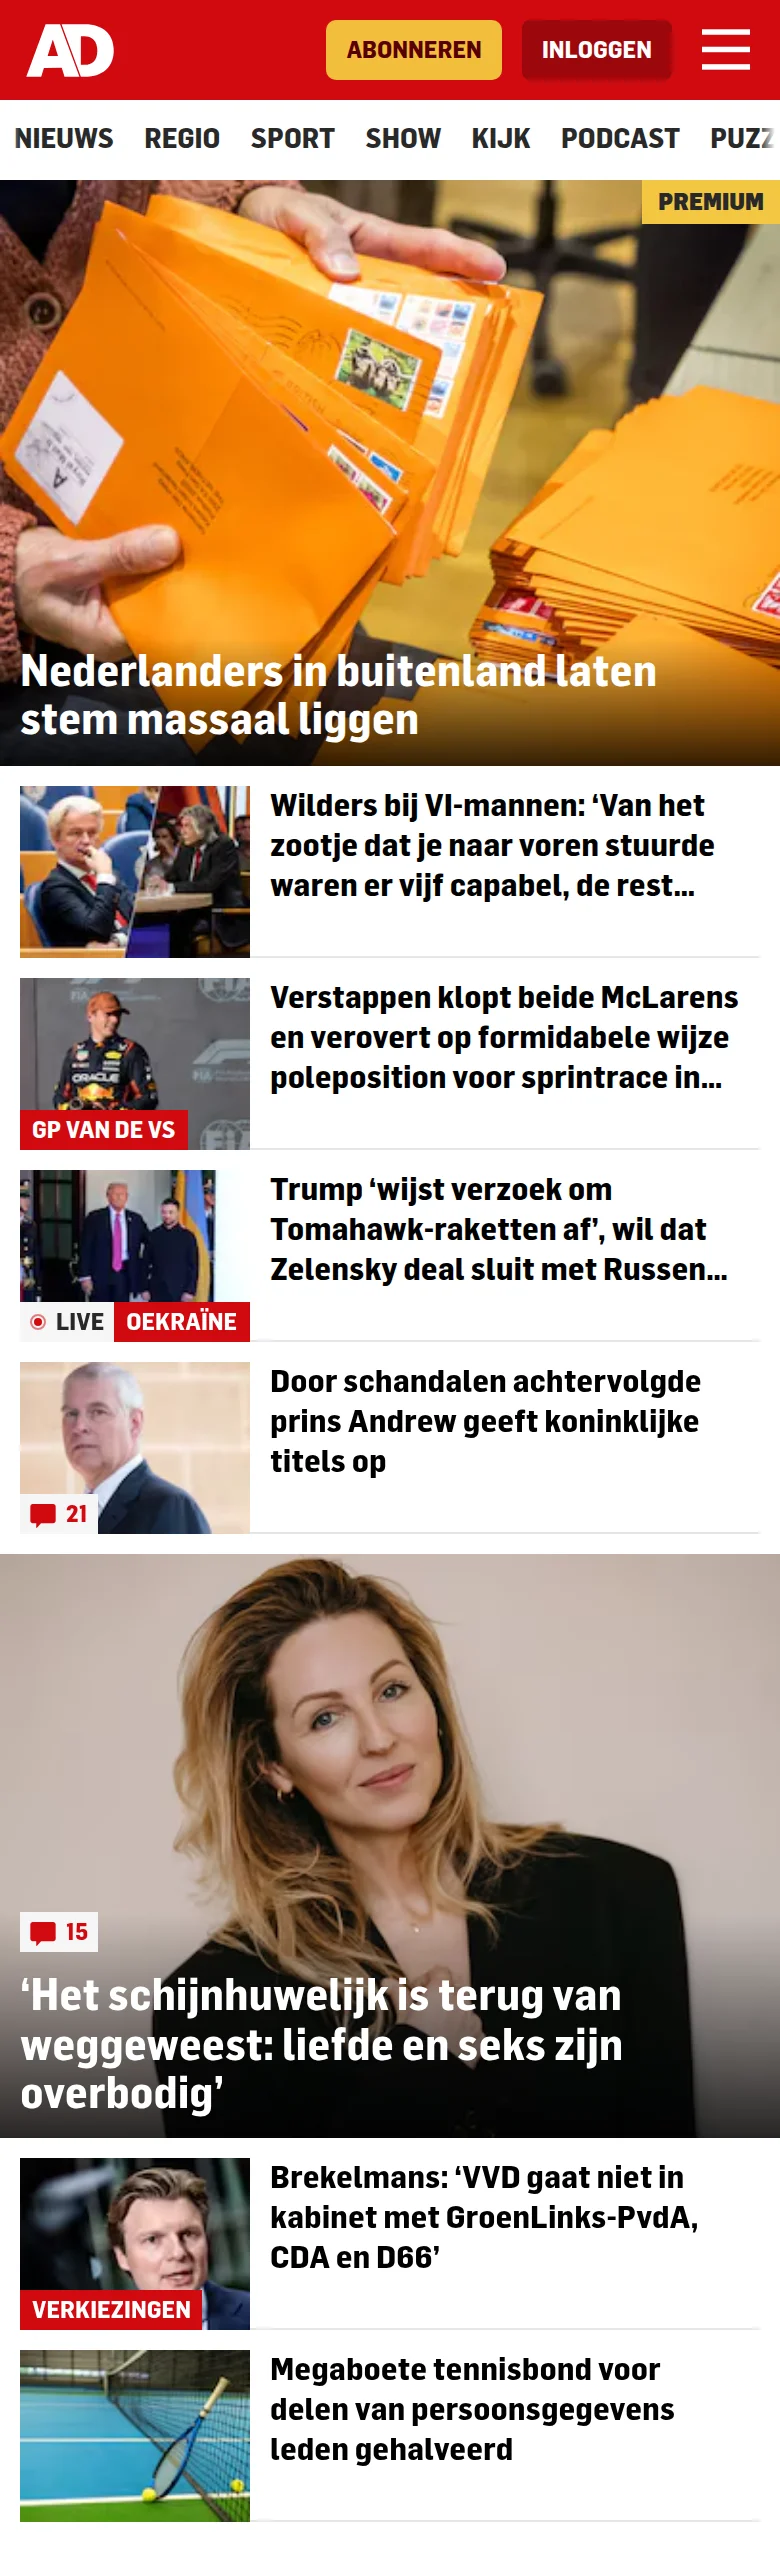 AD
ABONNEREN
INLOGGEN
NIEUWS REGIO SPORT SHOW KIJK PODCAST PUZZ
PREMIUM
Nederlanders in buitenland laten
stem massaal liggen
Wilders bij VI-mannen: ‘Van het
zootje dat je naar voren stuurde
waren er vijf capabel, de rest...
ORACLE
FIA
GP VAN DE VS
Verstappen klopt beide McLarens
en verovert op formidabele wijze
poleposition voor sprintrace in...
LIVE OEKRAÏNE
Trump ‘wijst verzoek om
Tomahawk-raketten af’, wil dat
Zelensky deal sluit met Russen...
21
Door schandalen achtervolgde
prins Andrew geeft koninklijke
titels op
15
‘Het schijnhuwelijk is terug van
weggeweest: liefde en seks zijn
overbodig’
VERKIEZINGEN
Brekelmans: ‘VVD gaat niet in
kabinet met GroenLinks-PvdA,
CDA en D66’
Megaboete tennisbond voor
delen van persoonsgegevens
leden gehalveerd